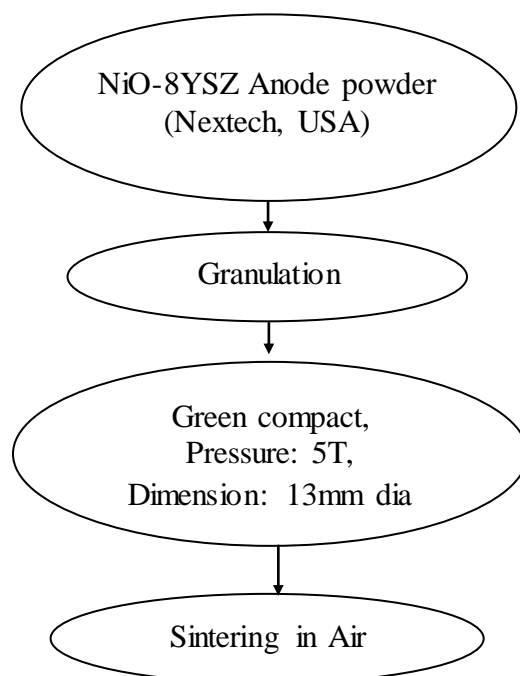 NiO-8YSZ Anode powder
(Nextech, USA)
Granulation
Green compact,
Pressure: 5T,
Dimension: 13mm dia
Sintering in Air